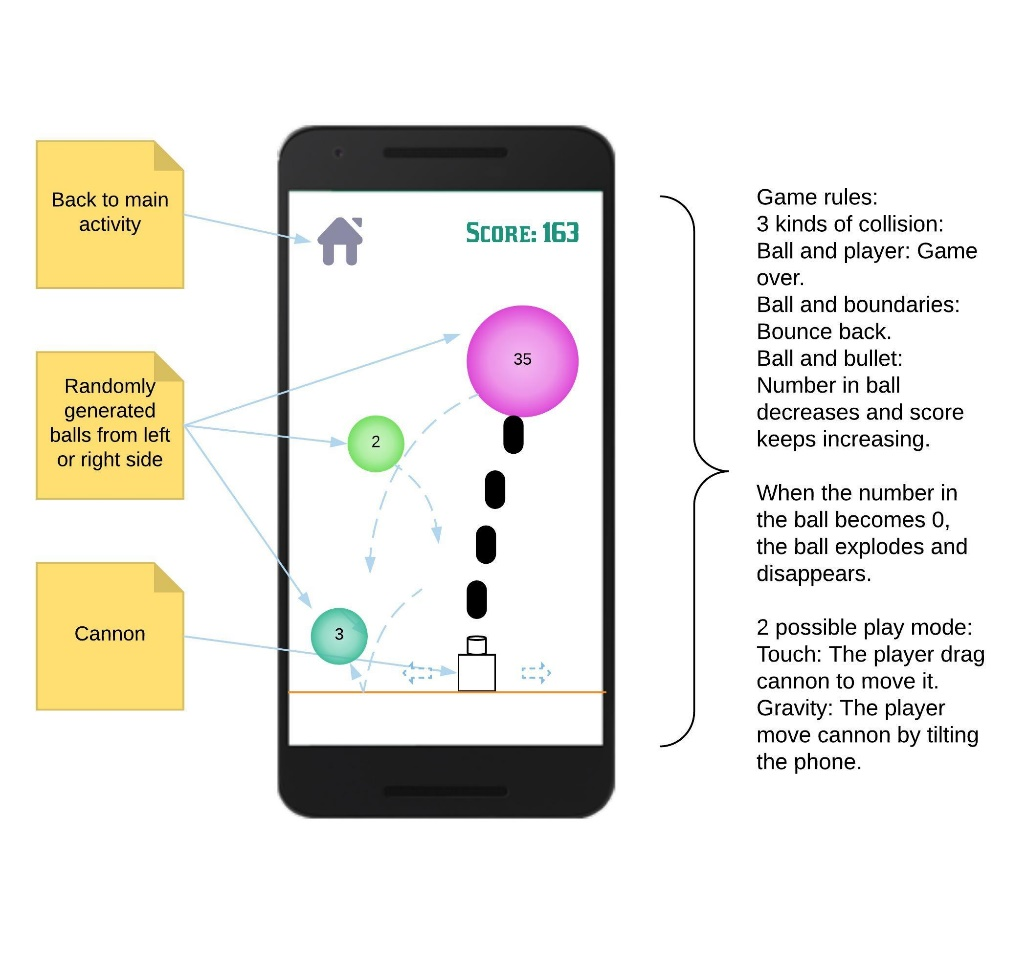 Back to main
activity
Randomly
generated
balls from left
or right side
Cannon
SCORE: 163
35
2
3
Game rules:
3 kinds of collision:
Ball and player: Game
over.
Ball and boundaries:
Bounce back.
Ball and bullet:
Number in ball
decreases and score
keeps increasing.
When the number in
the ball becomes 0,
the ball explodes and
disappears.
2 possible play mode:
Touch: The player drag
cannon to move it.
Gravity: The player
move cannon by tilting
the phone.